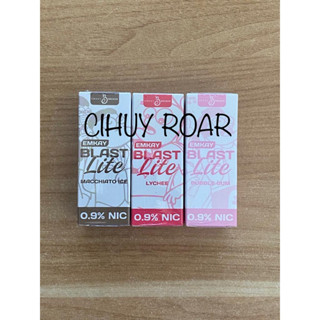 CIHUY ROAR
EMKAY
BLAST
Lite
MACCHIATO ICE
0.9% NIC
EMKAY
BLAST
Lite
LYCHEE
0.9% NIC
EMKAY
BLAST
Lite
0.9% NIC